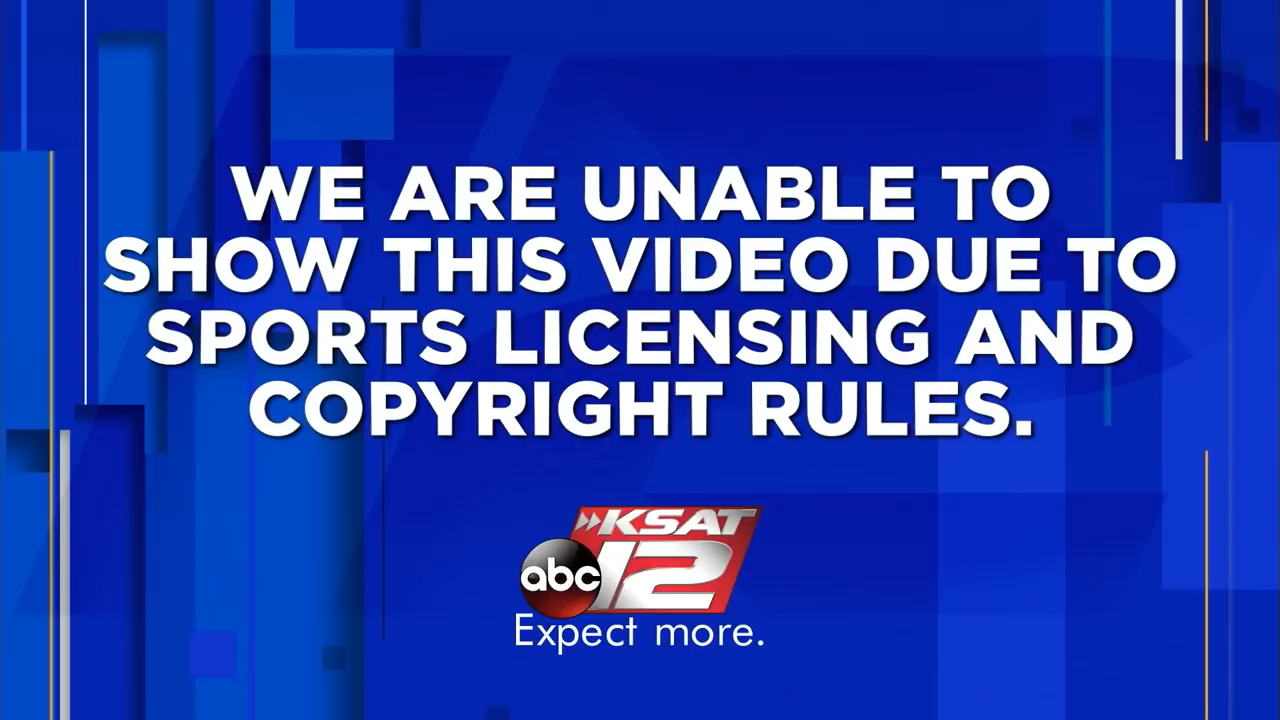 WE ARE UNABLE TO
SHOW THIS VIDEO DUE TO
SPORTS LICENSING AND
COPYRIGHT RULES.
KSAT
abc 12
Expect more.